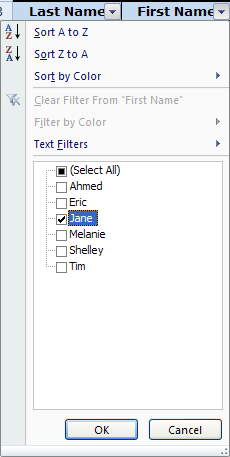 Last Name First Name
A Z Sort A to Z
Z A Sort Z to A
Sort by Color
Clear Filter From "First Name"
Filter by Color
Text Filters
(Select All)
Ahmed
Eric
Jane
Melanie
Shelley
Tim
OK Cancel